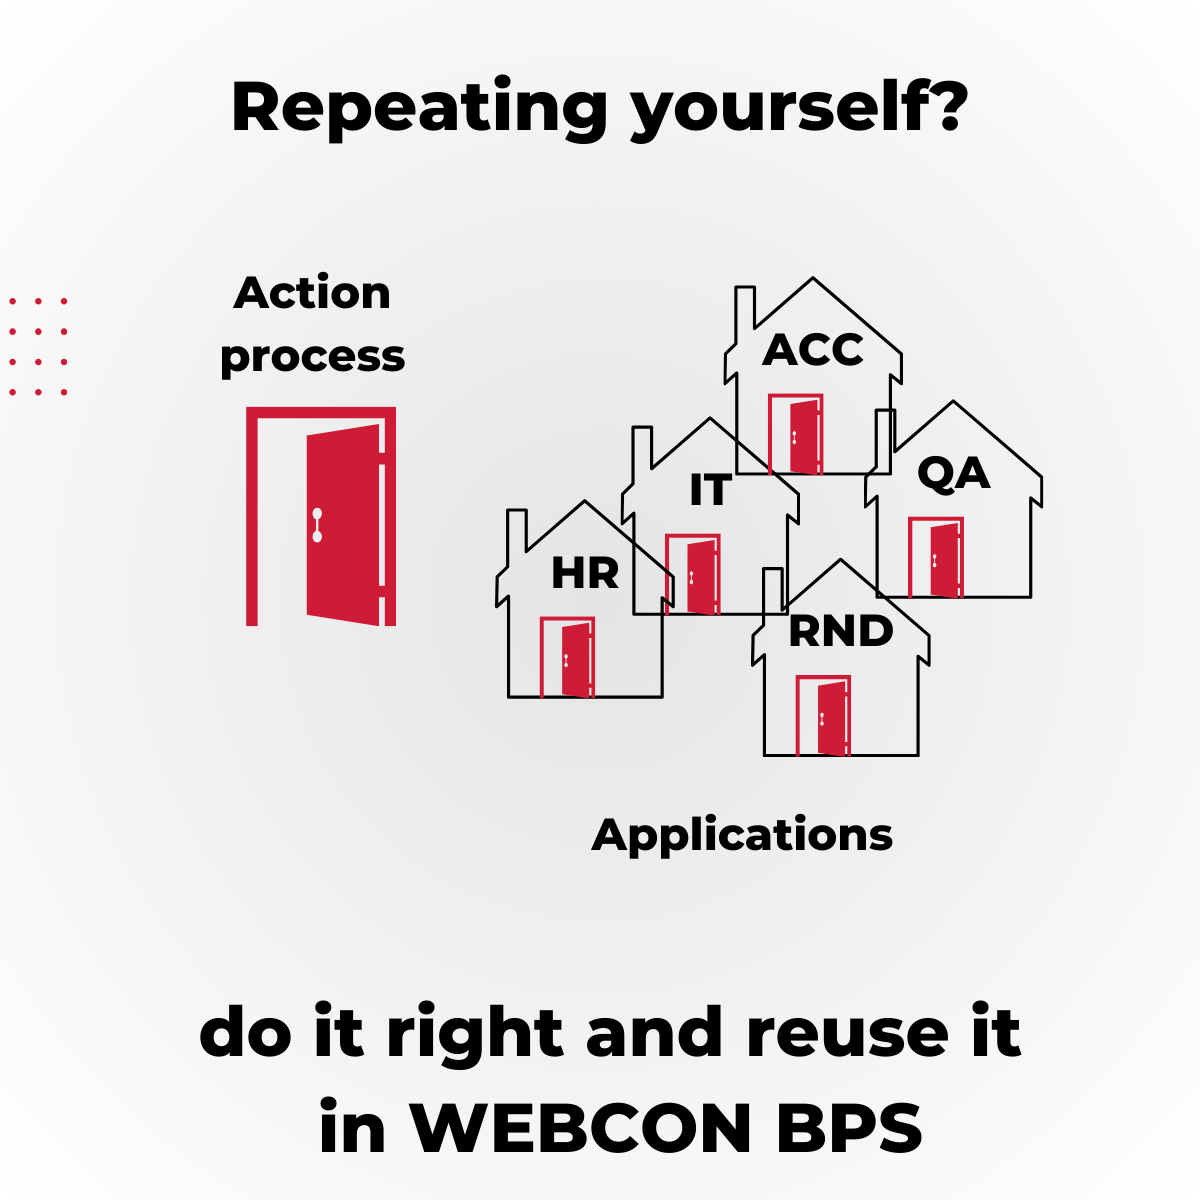 Repeating yourself?
Action
process
ACC
QA
IT
HR
RND
Applications
do it right and reuse it
in WEBCON BPS